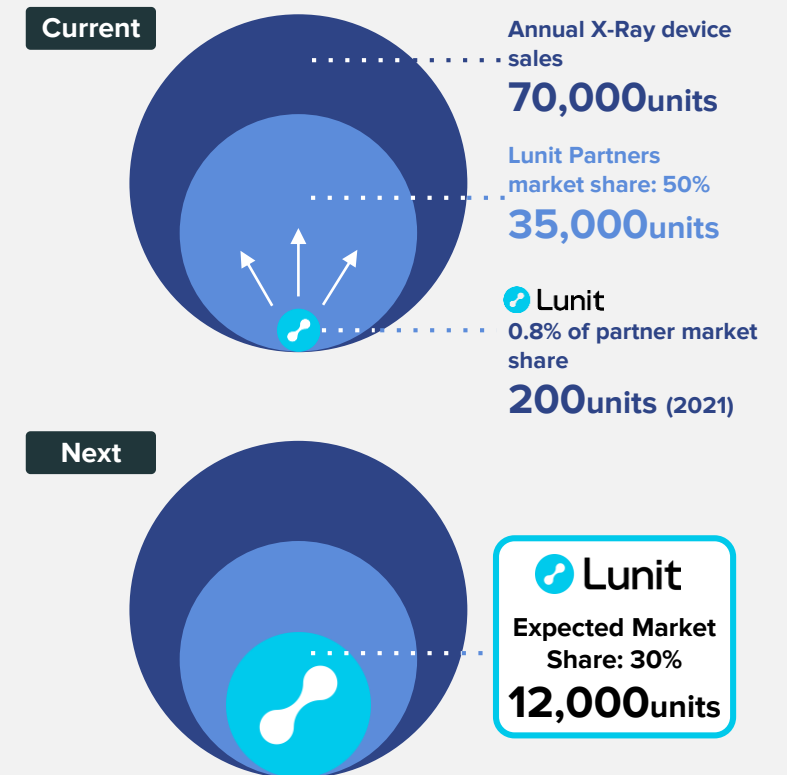 Current
Annual X-Ray device
sales
70,000units
Lunit Partners
market share: 50%
35,000units
Lunit
0.8% of partner market
share
200units (2021)
Next
Lunit
Expected Market
Share: 30%
12,000units